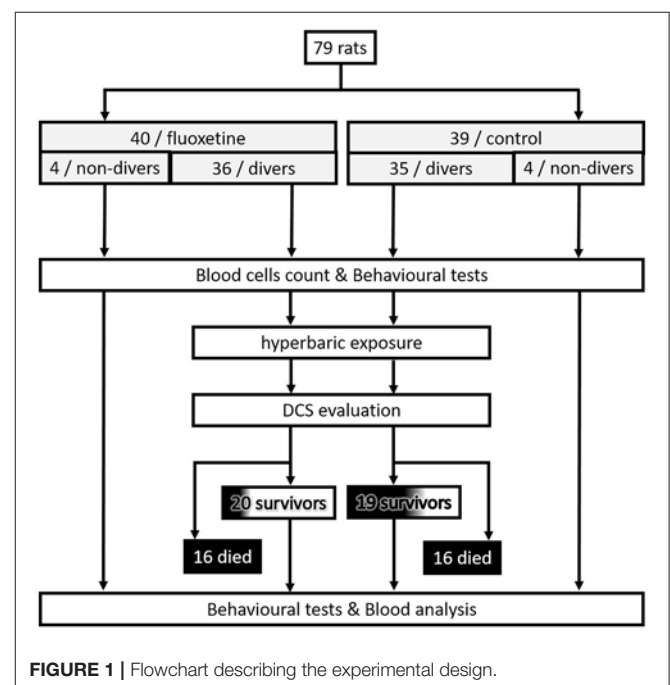 79 rats
40 / fluoxetine
39 / control
4 / non-divers
36 / divers
35 / divers
4 / non-divers
Blood cells count & Behavioural tests
hyperbaric exposure
DCS evaluation
20 survivors
19 survivors
16 died
16 died
Behavioural tests & Blood analysis
FIGURE 1 | Flowchart describing the experimental design.